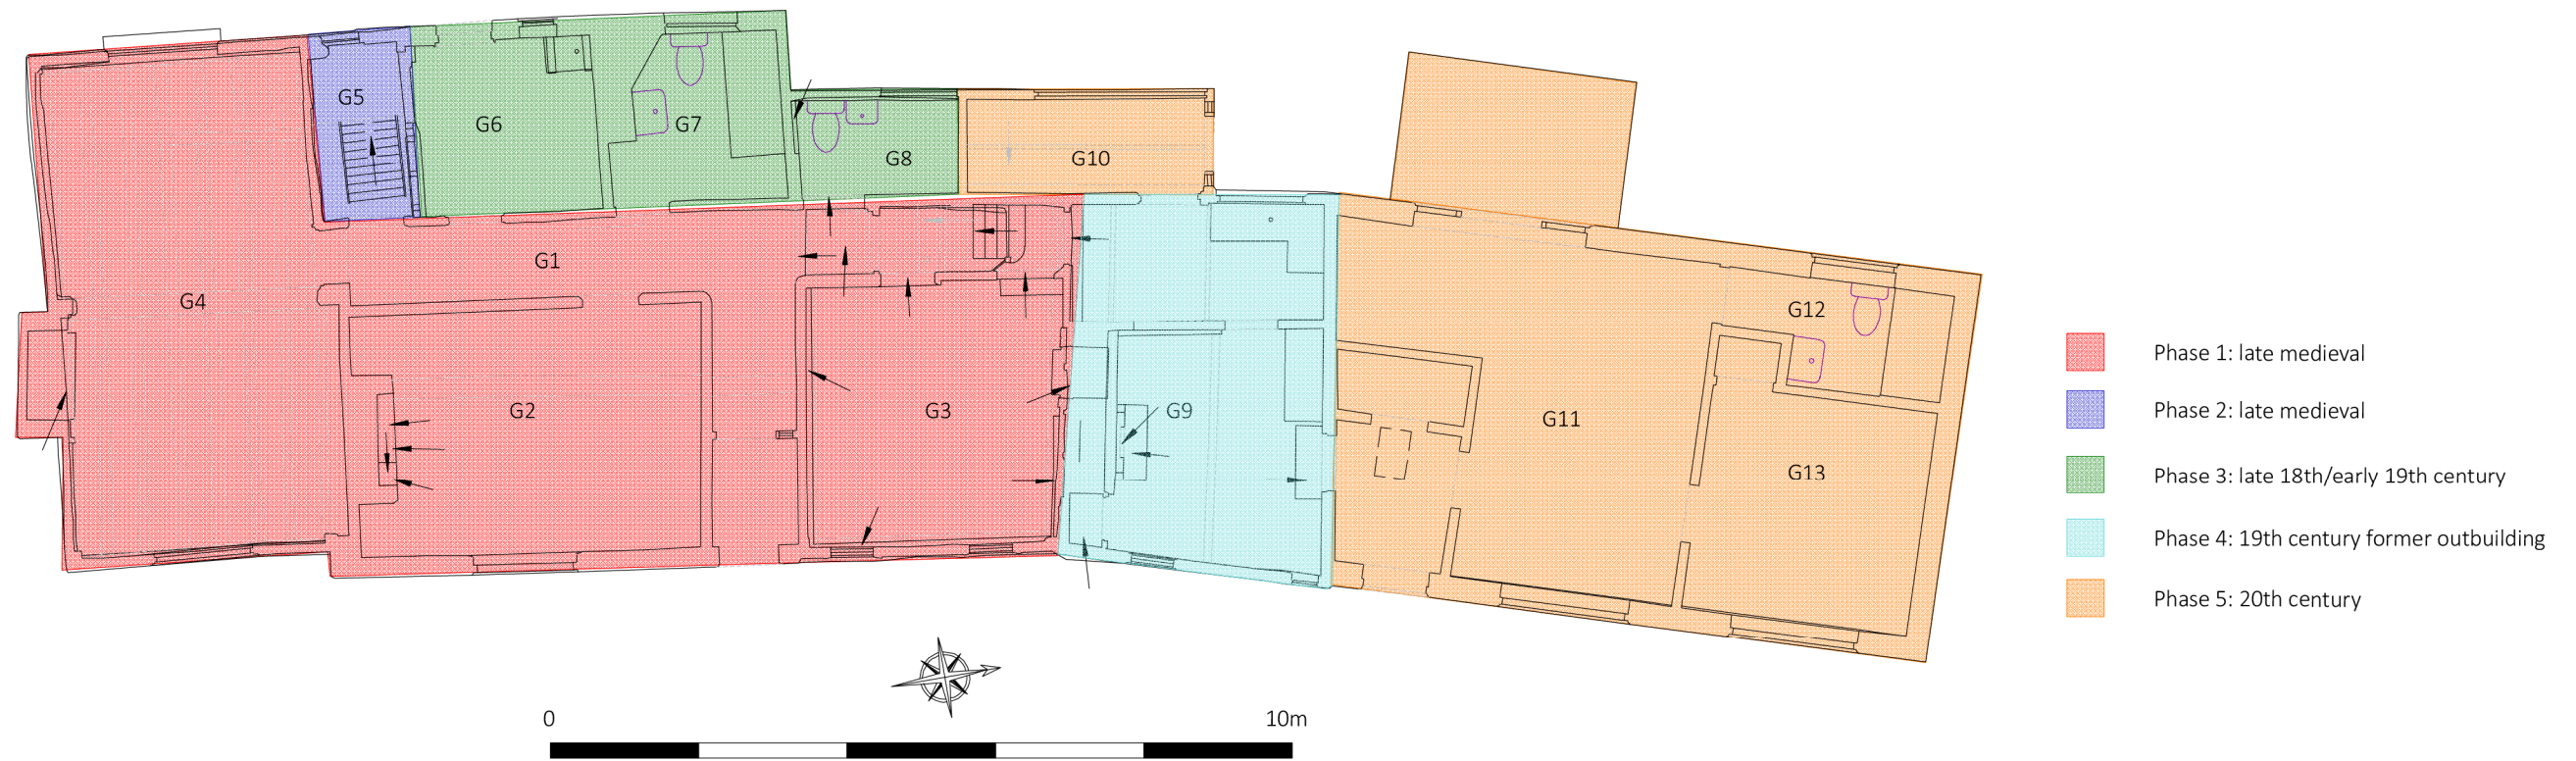 G5
G6
G7
G8
G10
G1
G4
G12
G2
G3
G9
G11
G13
Phase 1: late medieval
Phase 2: late medieval
Phase 3: late 18th/early 19th century
Phase 4: 19th century former outbuilding
Phase 5: 20th century
0
10m